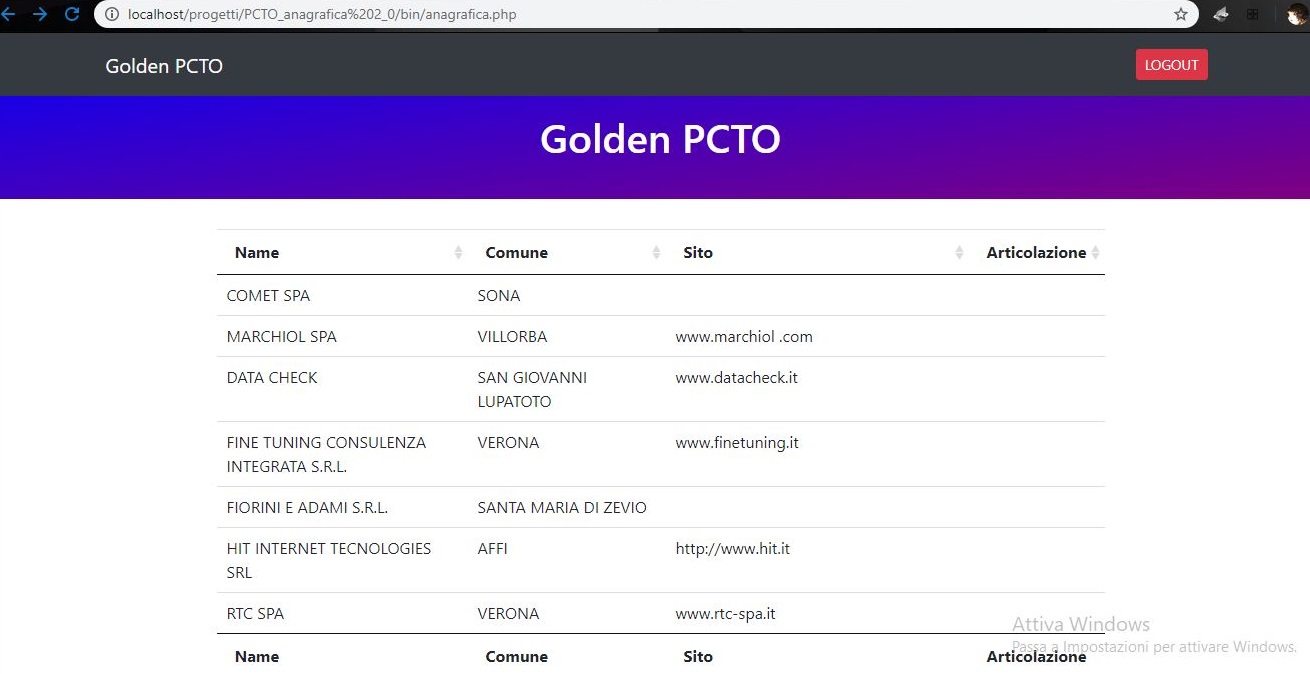 localhost/progetti/PCTO_anagrafica%202_0/bin/anagrafica.php
Golden PCTO
LOGOUT
Golden PCTO
Name Comune Sito Articolazione
COMET SPA SONA
MARCHIOL SPA VILLORBA www.marchiol .com
DATA CHECK SAN GIOVANNI www.datacheck.it
LUPATOTO
FINE TUNING CONSULENZA VERONA www.finetuning.it
INTEGRATA S.R.L.
FIORINI E ADAMI S.R.L. SANTA MARIA DI ZEVIO
HIT INTERNET TECNOLOGIES AFFI http://www.hit.it
SRL
RTC SPA VERONA www.rtc-spa.it
Attiva Windows
Passa a Impostazioni per attivare Windows.
Name Comune Sito Articolazione